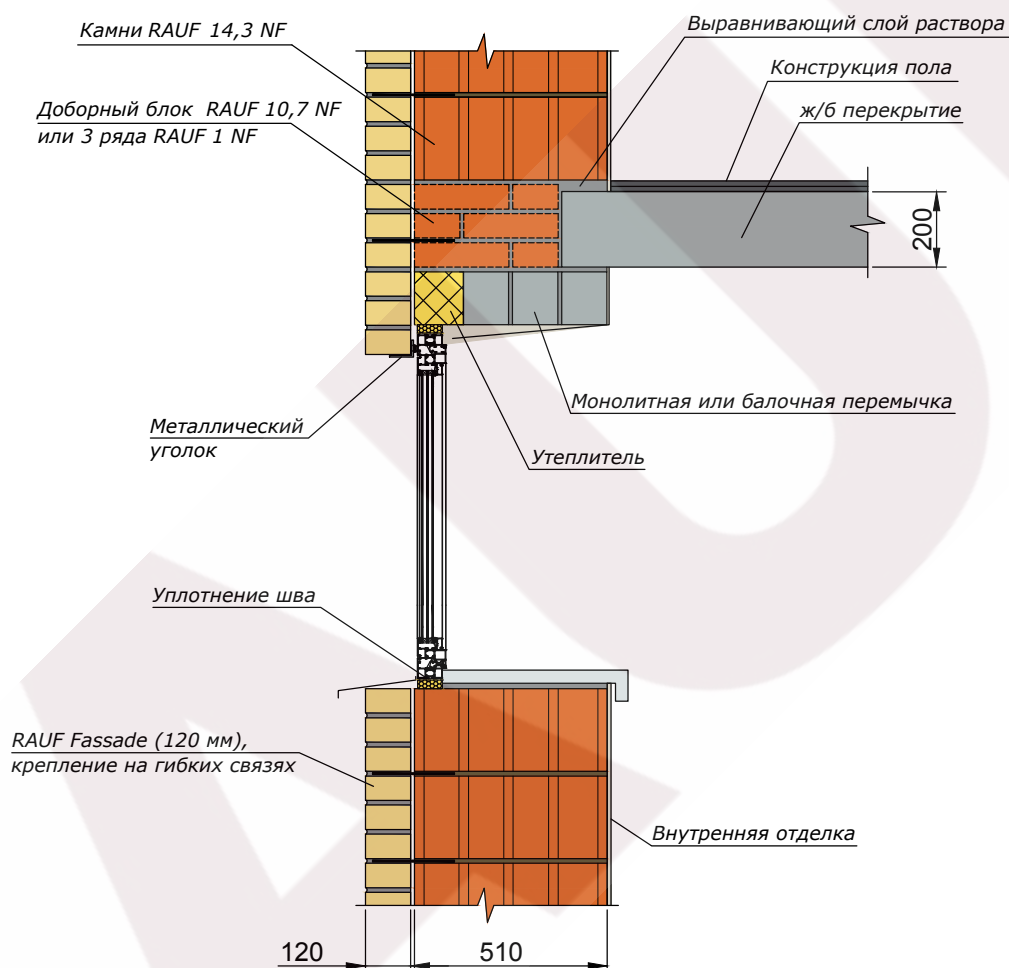 Камни RAUF 14,3 NF
Выравнивающий слой раствора
Конструкция пола
Доборный блок RAUF 10,7 NF
или 3 ряда RAUF 1 NF
ж/б перекрытие
200
Монолитная или балочная перемычка
Металлический
уголок
Утеплитель
Уплотнение шва
RAUF Fassade (120 мм),
крепление на гибких связях
Внутренняя отделка
120
510